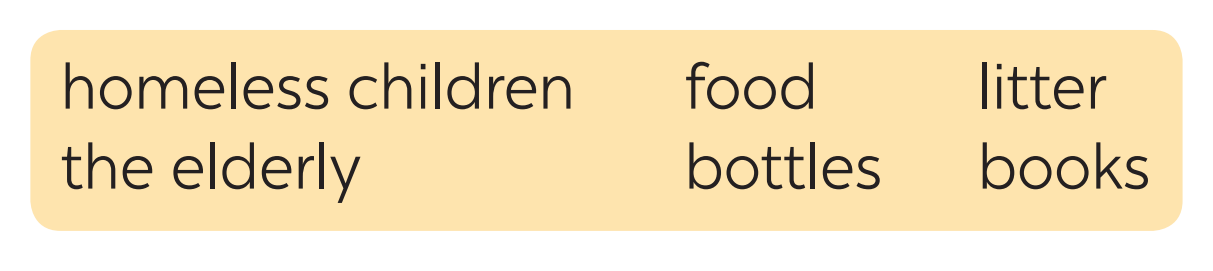 homeless children food litter
the elderly bottles books